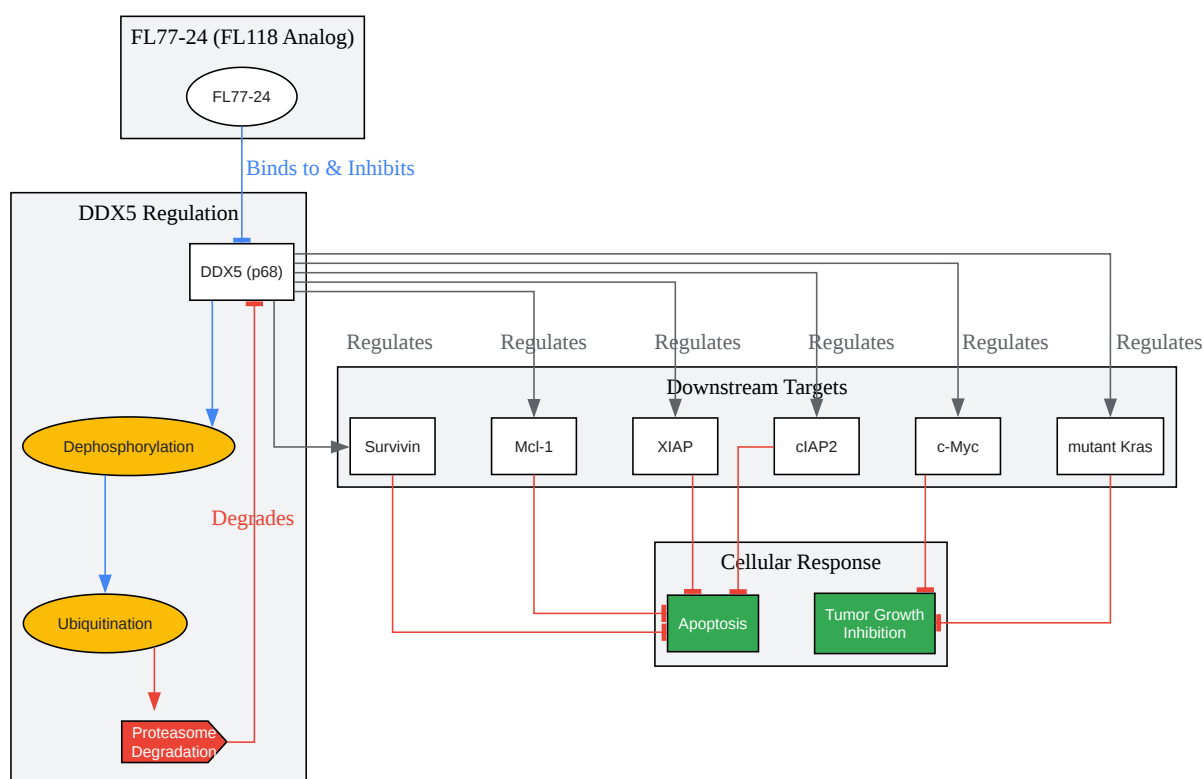 FL77-24 (FL118 Analog)
FL77-24
Binds to & Inhibits
DDX5 Regulation
DDX5 (p68)
Regulates
Regulates
Regulates
Regulates
Regulates
Regulates
Downstream Targets
Dephosphorylation
Survivin
Mcl-1
XIAP
cIAP2
c-Myc
mutant Kras
Degrades
Cellular Response
Ubiquitination
Apoptosis
Tumor Growth
Inhibition
Proteasome
Degradation